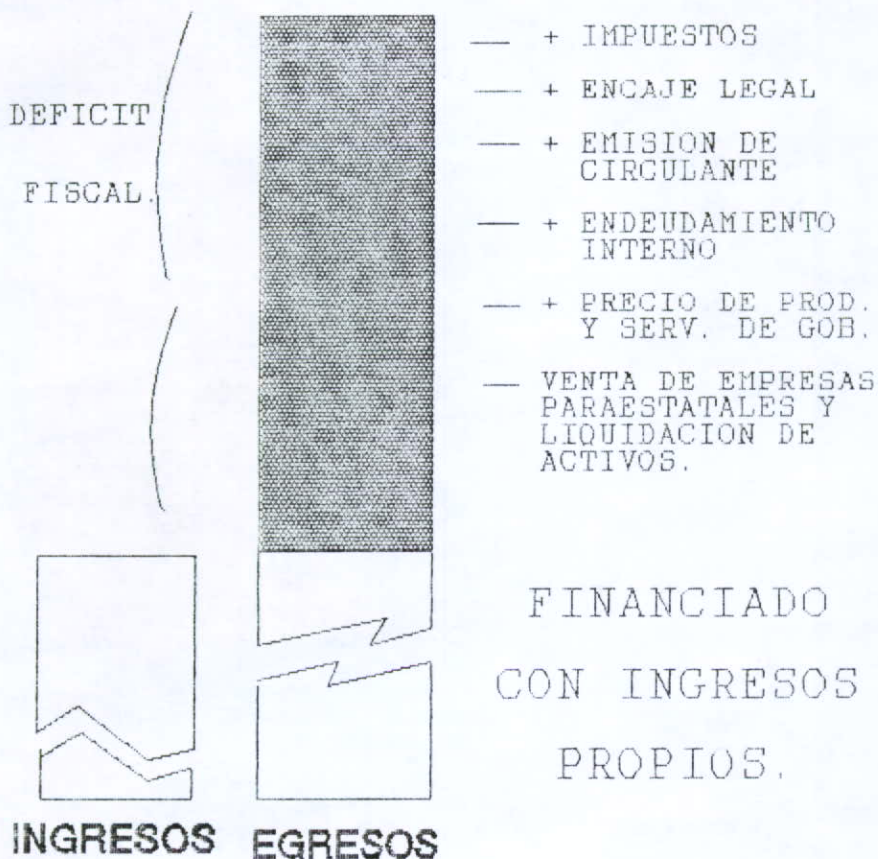 DEFICIT
FISCAL.
— + IMPUESTOS
— + ENCAJE LEGAL
— + EMISION DE
CIRCULANTE
— + ENDEUDAMIENTO
INTERNO
— + PRECIO DE PROD.
Y SERV. DE GOB.
— VENTA DE EMPRESAS
PARAESTATALES Y
LIQUIDACION DE
ACTIVOS.
FINANCIADO
CON INGRESOS
PROPIOS.
INGRESOS EGRESOS